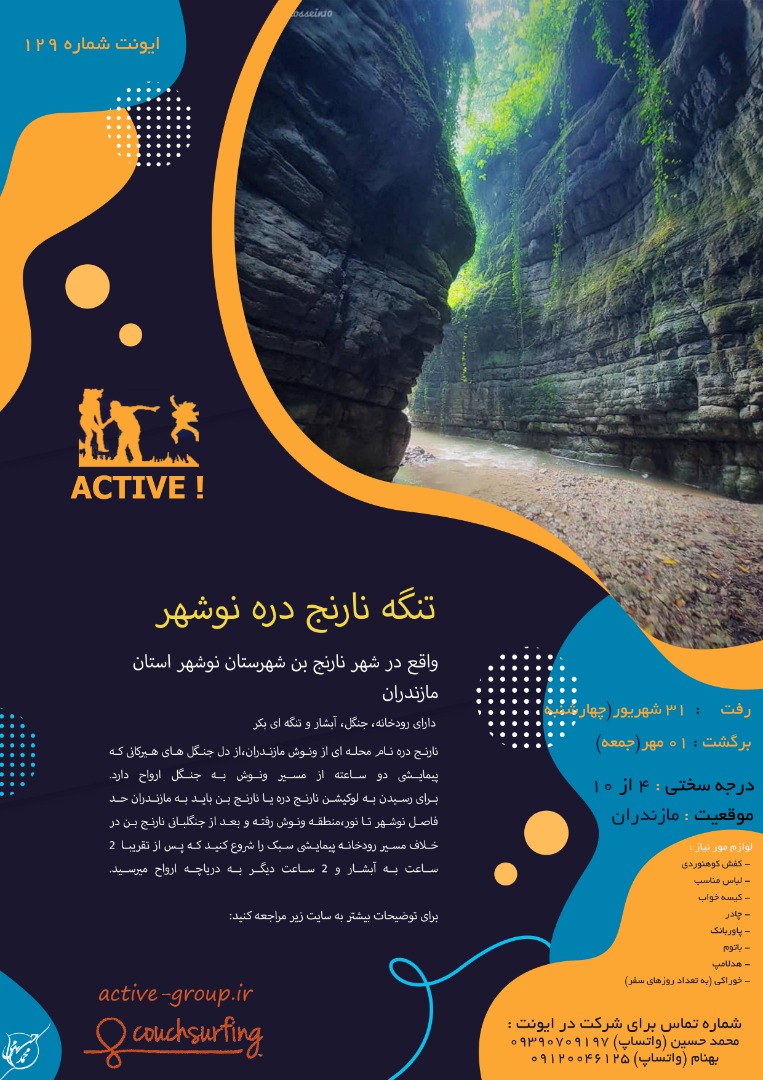 ossein10
ایونت شماره ۱۲۹
ACTIVE !
تنگه نارنج دره نوشهر
واقع در شهر نارنج بن شهرستان نوشهر استان
مازندران
دارای رودخانه، جنگل، آبشار و تنگه ای بکر
نارنج دره نام محله ای از ونوش مازندران،از دل جنگل های هیرکانی که
پیمایشی دو ساعته از مسیر ونوش به جنگل ارواح دارد.
برای رسیدن به لوکیشن نارنج دره یا نارنج بن باید به مازندران حد
فاصل نوشهر تا نور،منطقه ونوش رفته و بعد از جنگلبانی نارنج بن در
خلاف مسیر رودخانه پیمایشی سبک را شروع کنید که پس از تقریبا 2
ساعت به آبشار و 2 ساعت دیگر به دریاچه ارواح میرسید.
برای توضیحات بیشتر به سایت زیر مراجعه کنید:
active-group.ir
couchsurfing
رفت : ۳۱ شهریور(چهارشنبه
برگشت : ۰۱ مهر(جمعه)
درجه سختی : ۴ از ۱۰
موقعیت : مازندران
لوازم مور نیاز :
- کفش کوهنوردی
- لباس مناسب
- کیسه خواب
- چادر
- پاوربانک
- باتوم
- هدلامپ
- خوراکی (به تعداد روزهای سفر)
شماره تماس برای شرکت در ایونت :
محمد حسین (واتساپ) ۰۹۳۹۰۷۰۹۱۹۷
بهنام (واتساپ) ۰۹۱۲۰۰۴۶۱۲۵